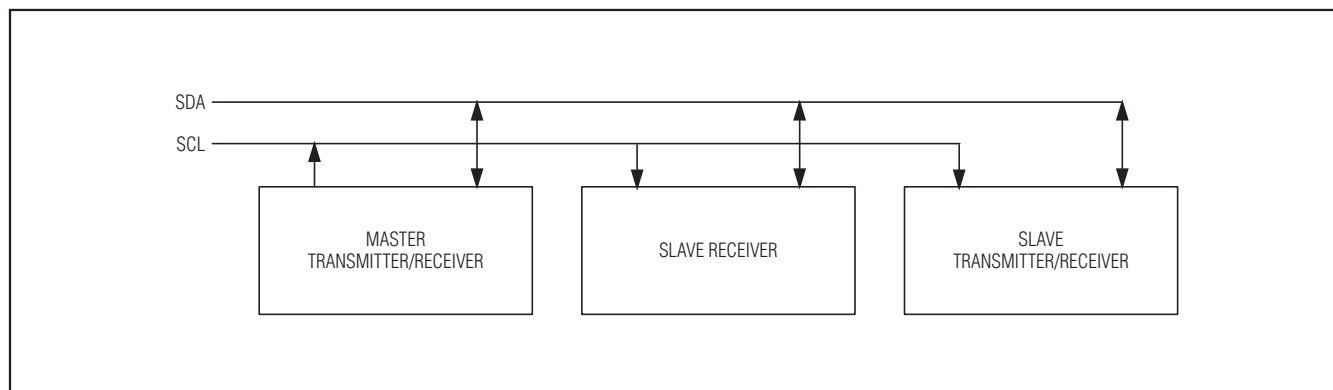 SDA
SCL
MASTER
TRANSMITTER/RECEIVER
SLAVE RECEIVER
SLAVE
TRANSMITTER/RECEIVER